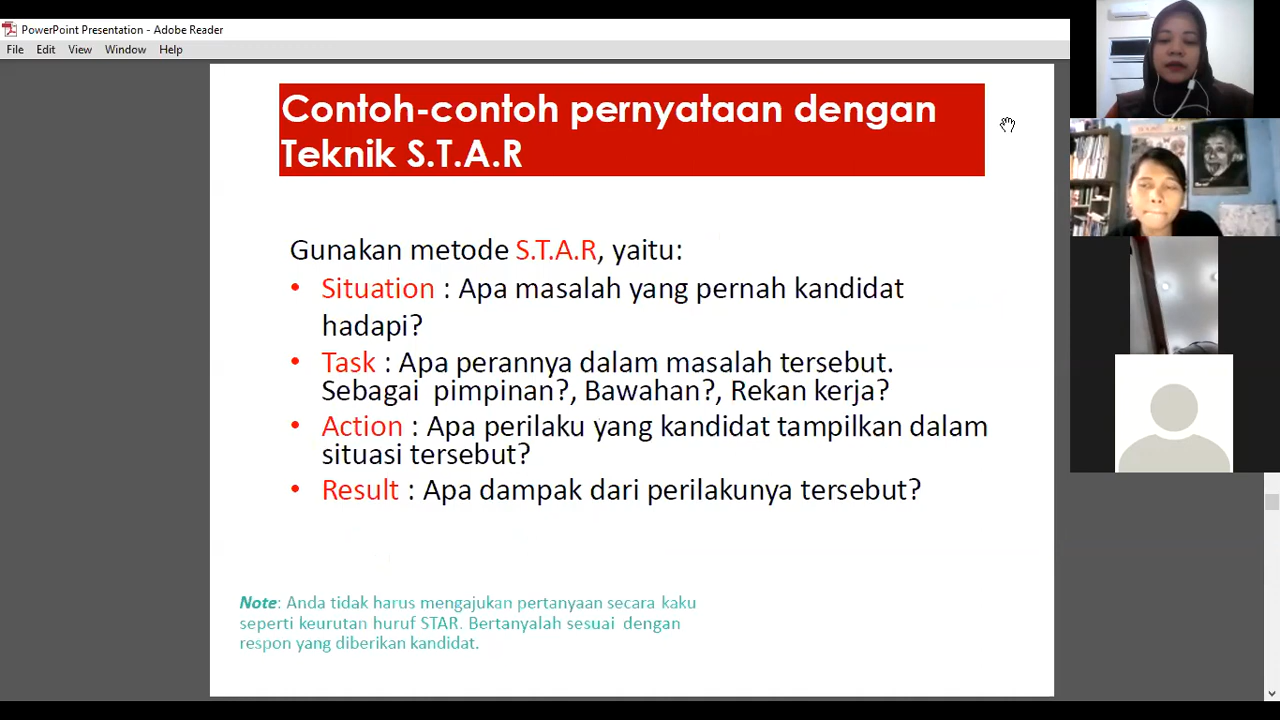 PowerPoint Presentation - Adobe Reader
File Edit View Window Help
Contoh-contoh pernyataan dengan
Teknik S.T.A.R
Gunakan metode S.T.A.R, yaitu:
• Situation : Apa masalah yang pernah kandidat
hadapi?
• Task : Apa perannya dalam masalah tersebut.
Sebagai pimpinan?, Bawahan?, Rekan kerja?
• Action : Apa perilaku yang kandidat tampilkan dalam
situasi tersebut?
• Result : Apa dampak dari perilakunya tersebut?
Note: Anda tidak harus mengajukan pertanyaan secara kaku
seperti keurutan huruf STAR. Bertanyalah sesuai dengan
respon yang diberikan kandidat.